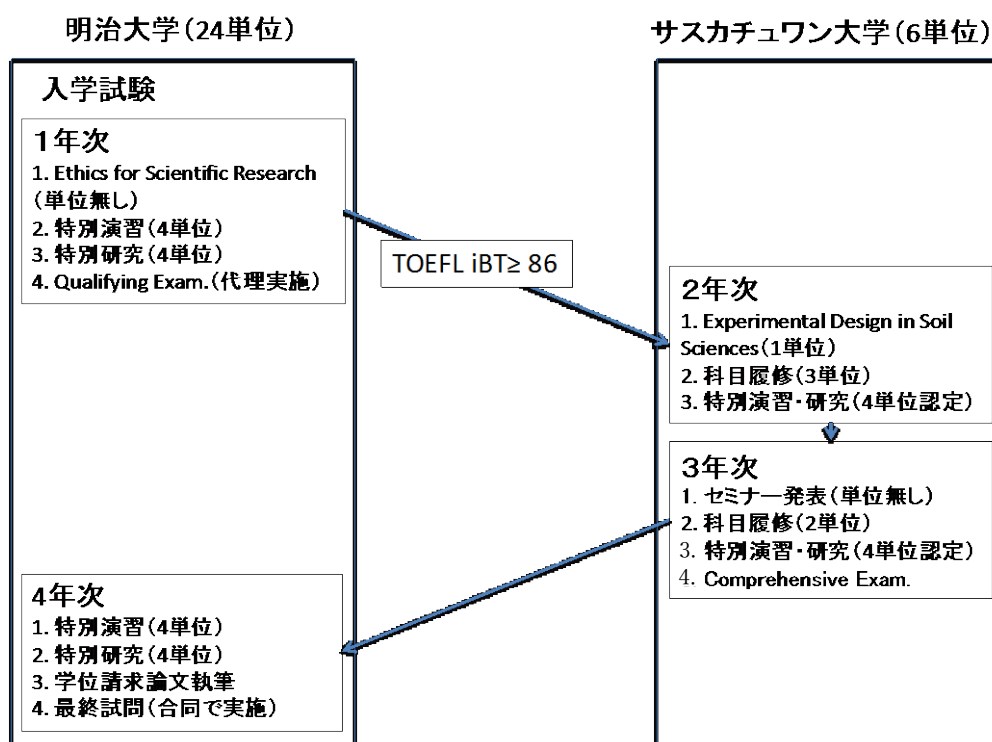 明治大学(24単位)
サスカチュワン大学(6単位)
入学試験
1年次
1. Ethics for Scientific Research
(単位無し)
2. 特別演習(4単位)
3. 特別研究(4単位)
4. Qualifying Exam.(代理実施)
TOEFL iBT≥ 86
2年次
1. Experimental Design in Soil
Sciences(1単位)
2. 科目履修(3単位)
3. 特別演習・研究(4単位認定)
3年次
1. セミナー発表(単位無し)
2. 科目履修(2単位)
3. 特別演習・研究(4単位認定)
4. Comprehensive Exam.
4年次
1. 特別演習(4単位)
2. 特別研究(4単位)
3. 学位請求論文執筆
4. 最終試問(合同で実施)